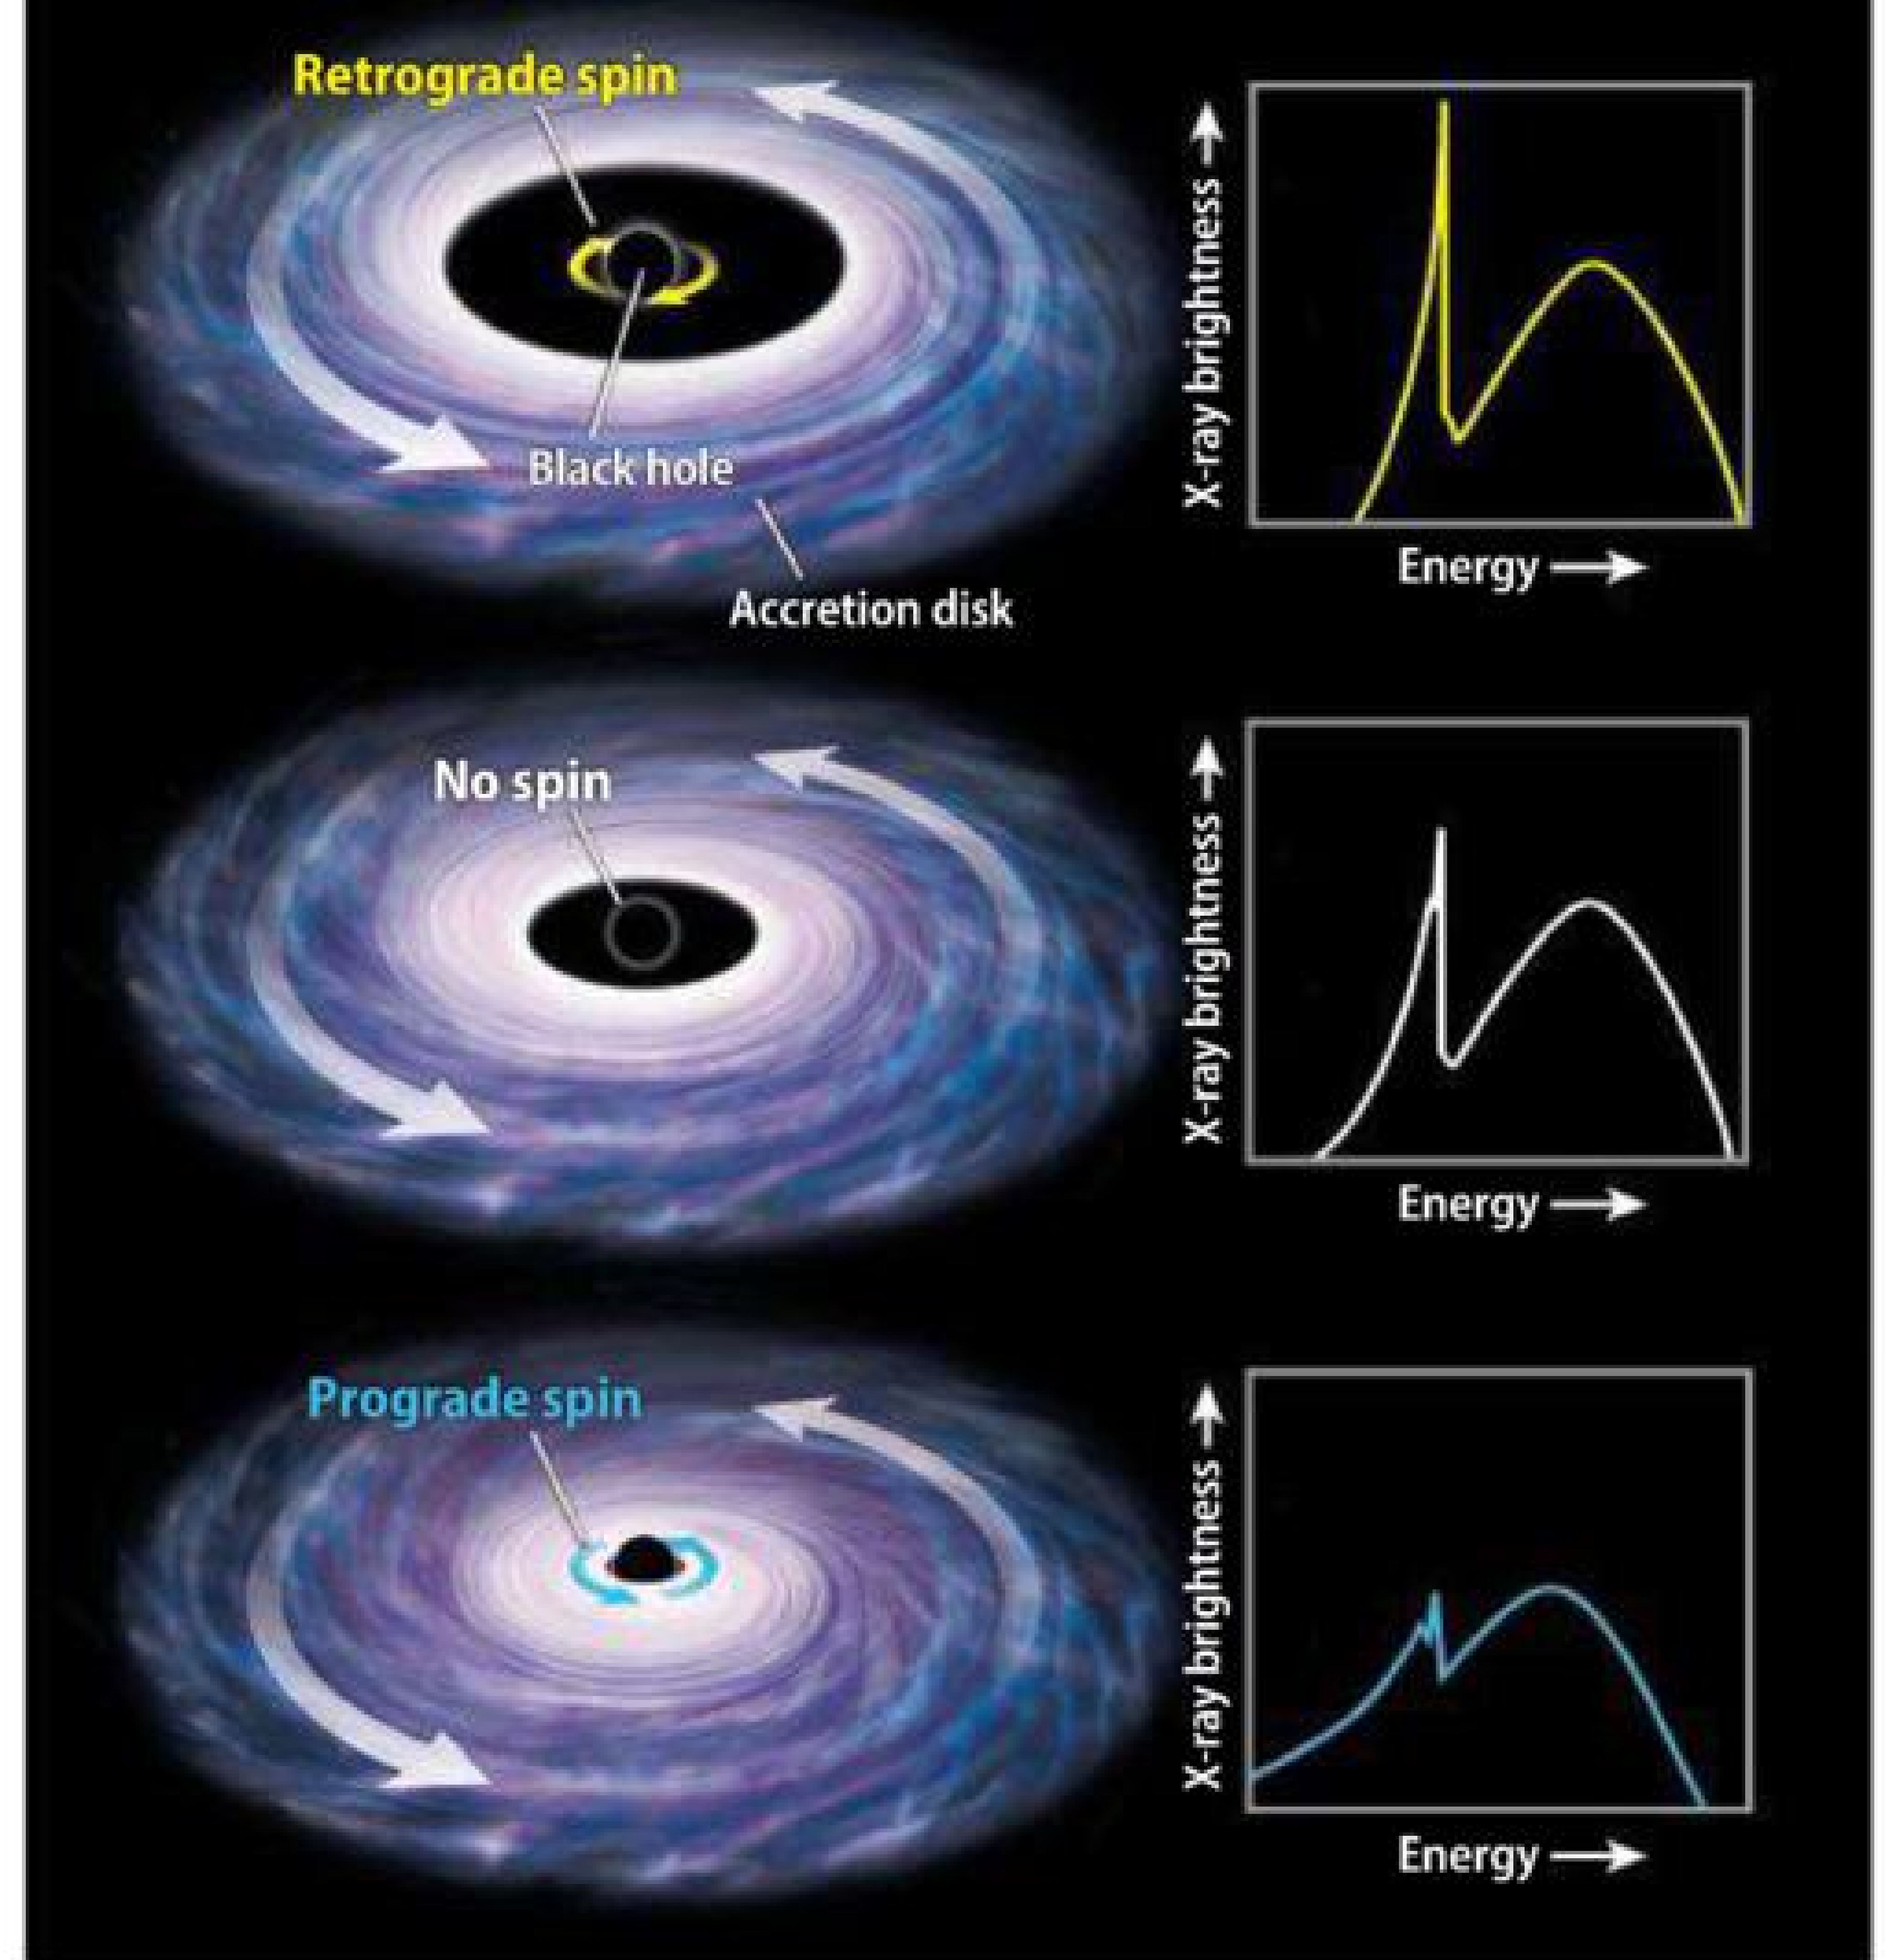 Retrograde spin
Black hole
Accretion disk
X-ray brightness
Energy
No spin
X-ray brightness
Energy
Prograde spin
X-ray brightness
Energy